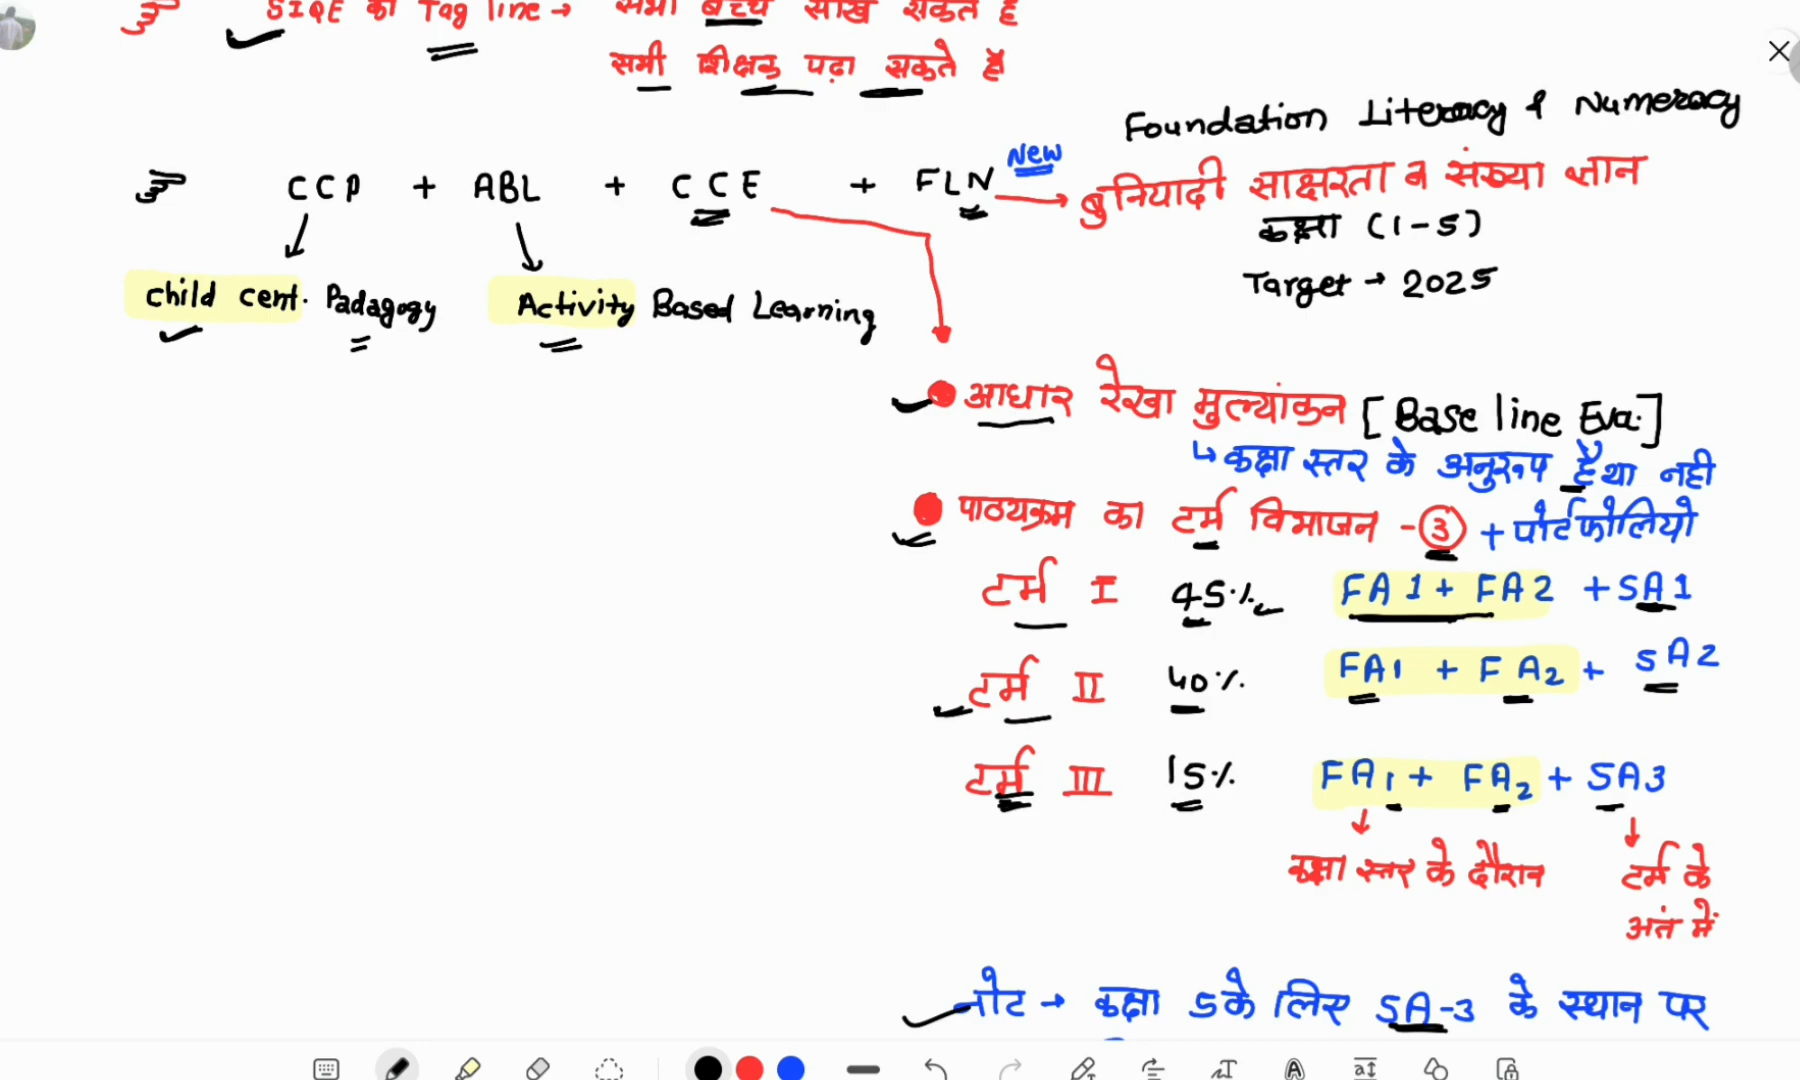 SIQE का Tag line → सभी बच्चे सीख सकते है
सभी शिक्षक पढ़ा सकते हैं
Foundation Literacy & Numeracy
CCP + ABL + CCE + FLN New → बुनियादी साक्षरता व संख्या ज्ञान
कक्षा (1-5)
Target → 2025
Child cent. Padagogy Activity Based Learning
आधार रेखा मुल्यांकन [Base line Eva.]
↳ कक्षा स्तर के अनुरूप है या नही
पाठ्यक्रम का टर्म विभाजन - 3 + पोर्टफोलियो
टर्म I 45% FA1 + FA2 + SA1
टर्म II 40% FA1 + FA2 + SA2
टर्म III 15% FA1 + FA2 + SA3
कक्षा स्तर के दौरान टर्म के
अंत में
नोट → कक्षा 5 के लिए SA-3 के स्थान पर